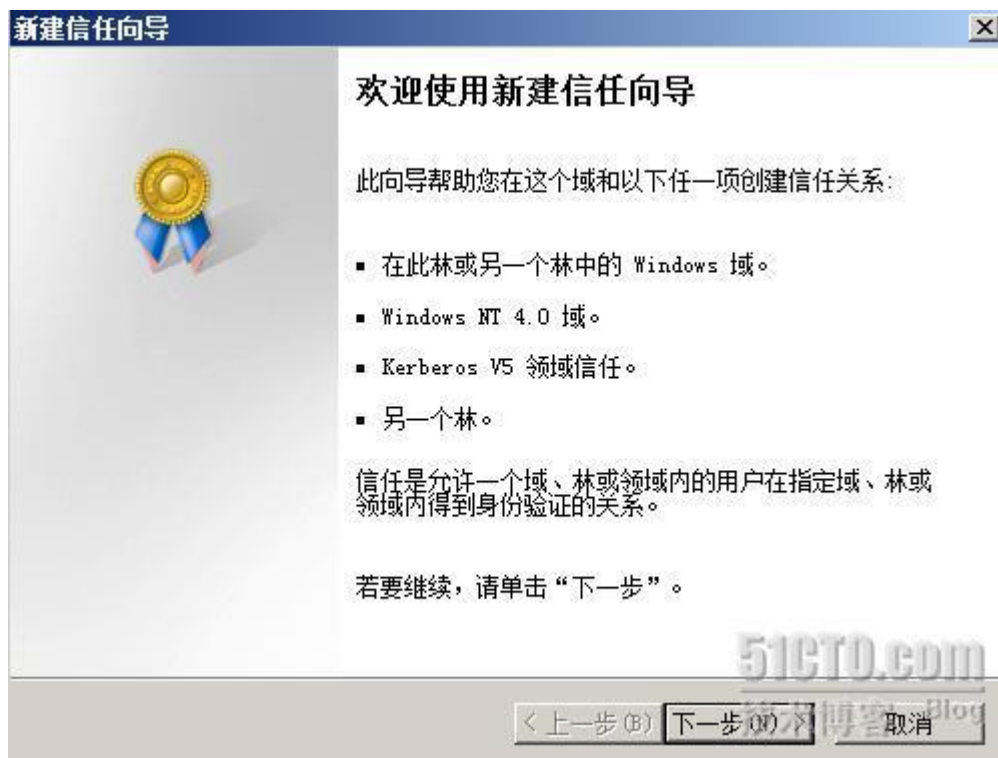 新建信任向导
欢迎使用新建信任向导
此向导帮助您在这个域和以下任一项创建信任关系:
▪ 在此林或另一个林中的 Windows 域。
▪ Windows NT 4.0 域。
▪ Kerberos V5 领域信任。
▪ 另一个林。
信任是允许一个域、林或领域内的用户在指定域、林或
领域内得到身份验证的关系。
若要继续，请单击“下一步”。
51CTO.com
技术博客 Blog
< 上一步(B) 下一步(N) > 取消